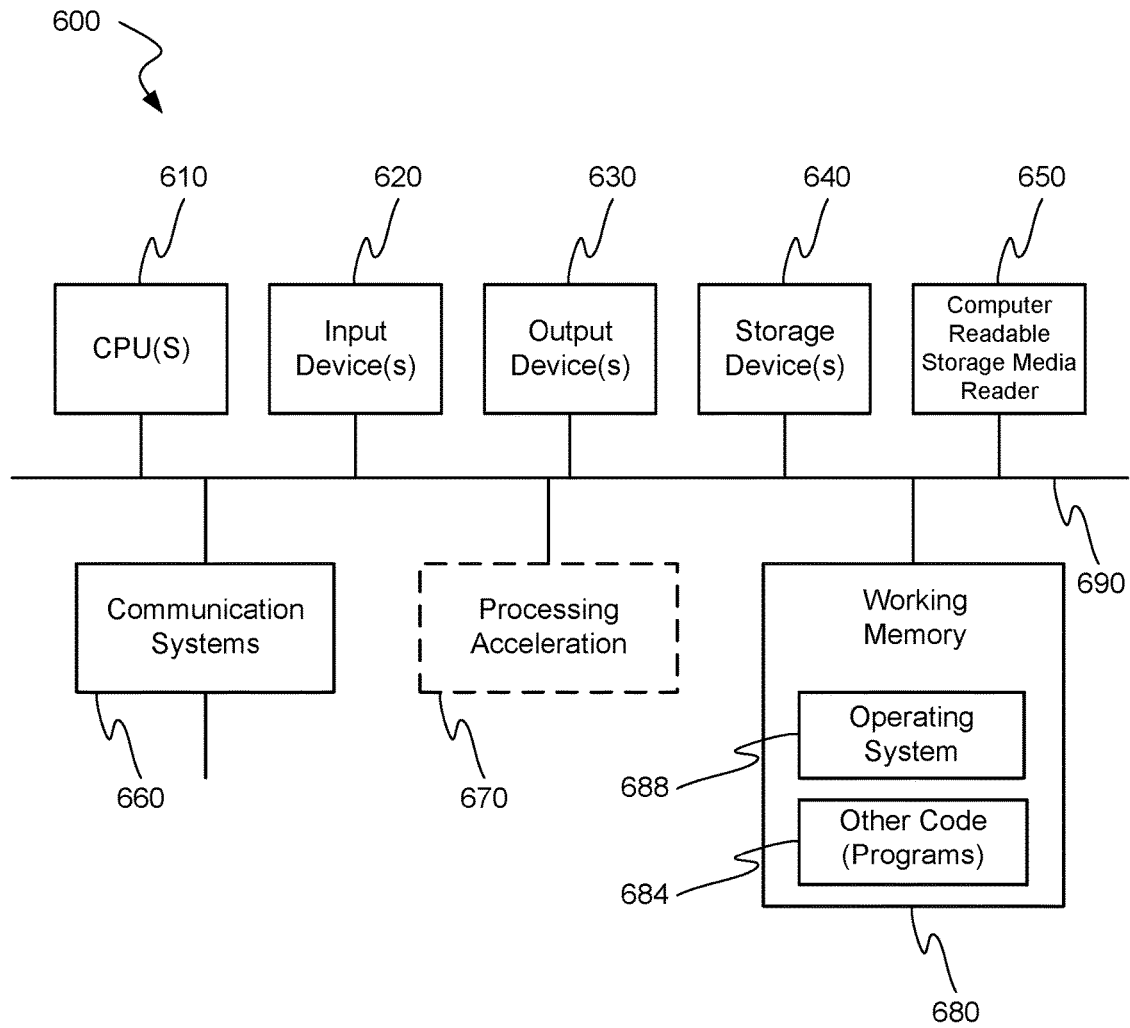 600
610
620
630
640
650
CPU(S)
Input
Device(s)
Output
Device(s)
Storage
Device(s)
Computer
Readable
Storage Media
Reader
690
Communication
Systems
Processing
Acceleration
Working
Memory
Operating
System
688
Other Code
(Programs)
684
660
670
680